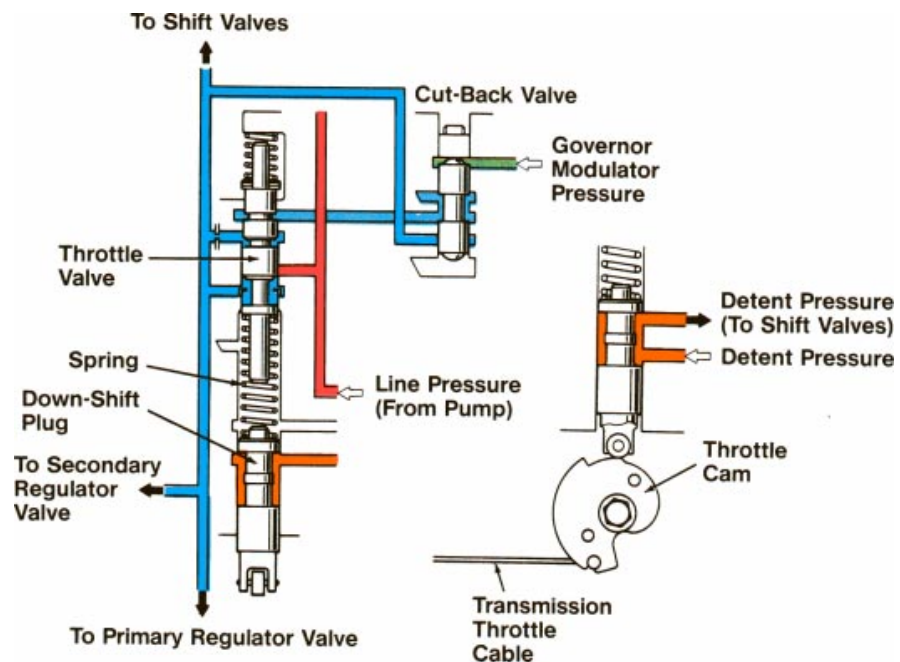 To Shift Valves
Cut-Back Valve
Governor
Modulator
Pressure
Throttle
Valve
Detent Pressure
(To Shift Valves)
Detent Pressure
Spring
Line Pressure
(From Pump)
Down-Shift
Plug
Throttle
Cam
To Secondary
Regulator
Valve
Transmission
Throttle
Cable
To Primary Regulator Valve